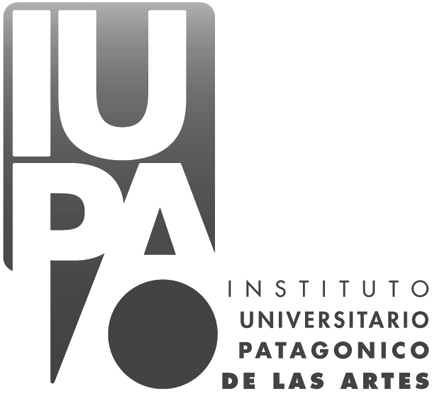 IU
PA
INSTITUTO
UNIVERSITARIO
PATAGONICO
DE LAS ARTES